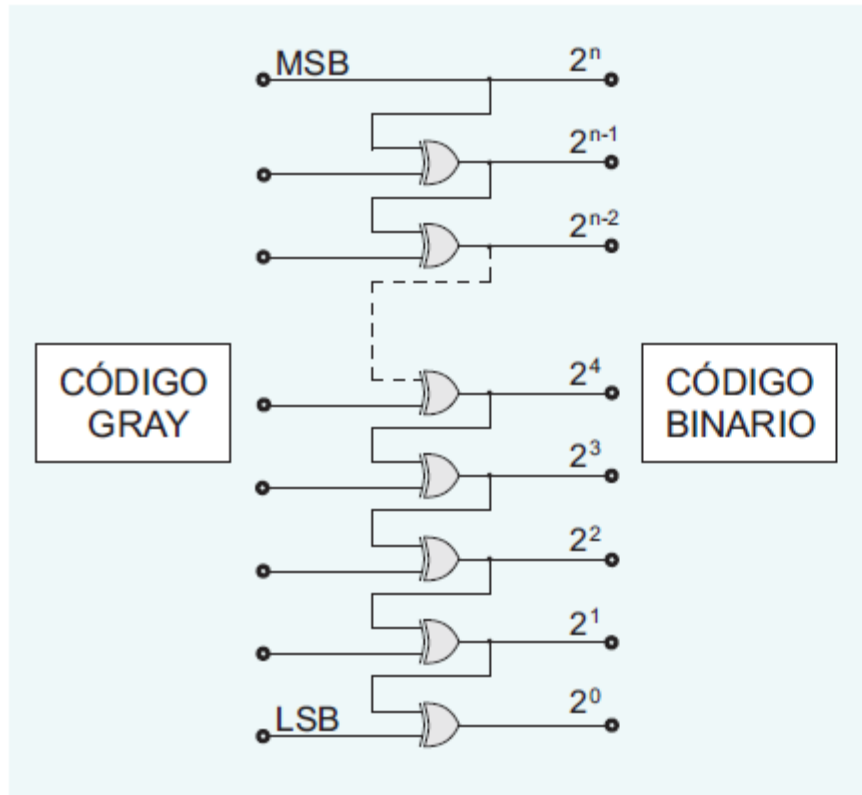 MSB
2ⁿ
2ⁿ⁻¹
2ⁿ⁻²
CÓDIGO
GRAY
2⁴
CÓDIGO
BINARIO
2³
2²
2¹
LSB
2⁰